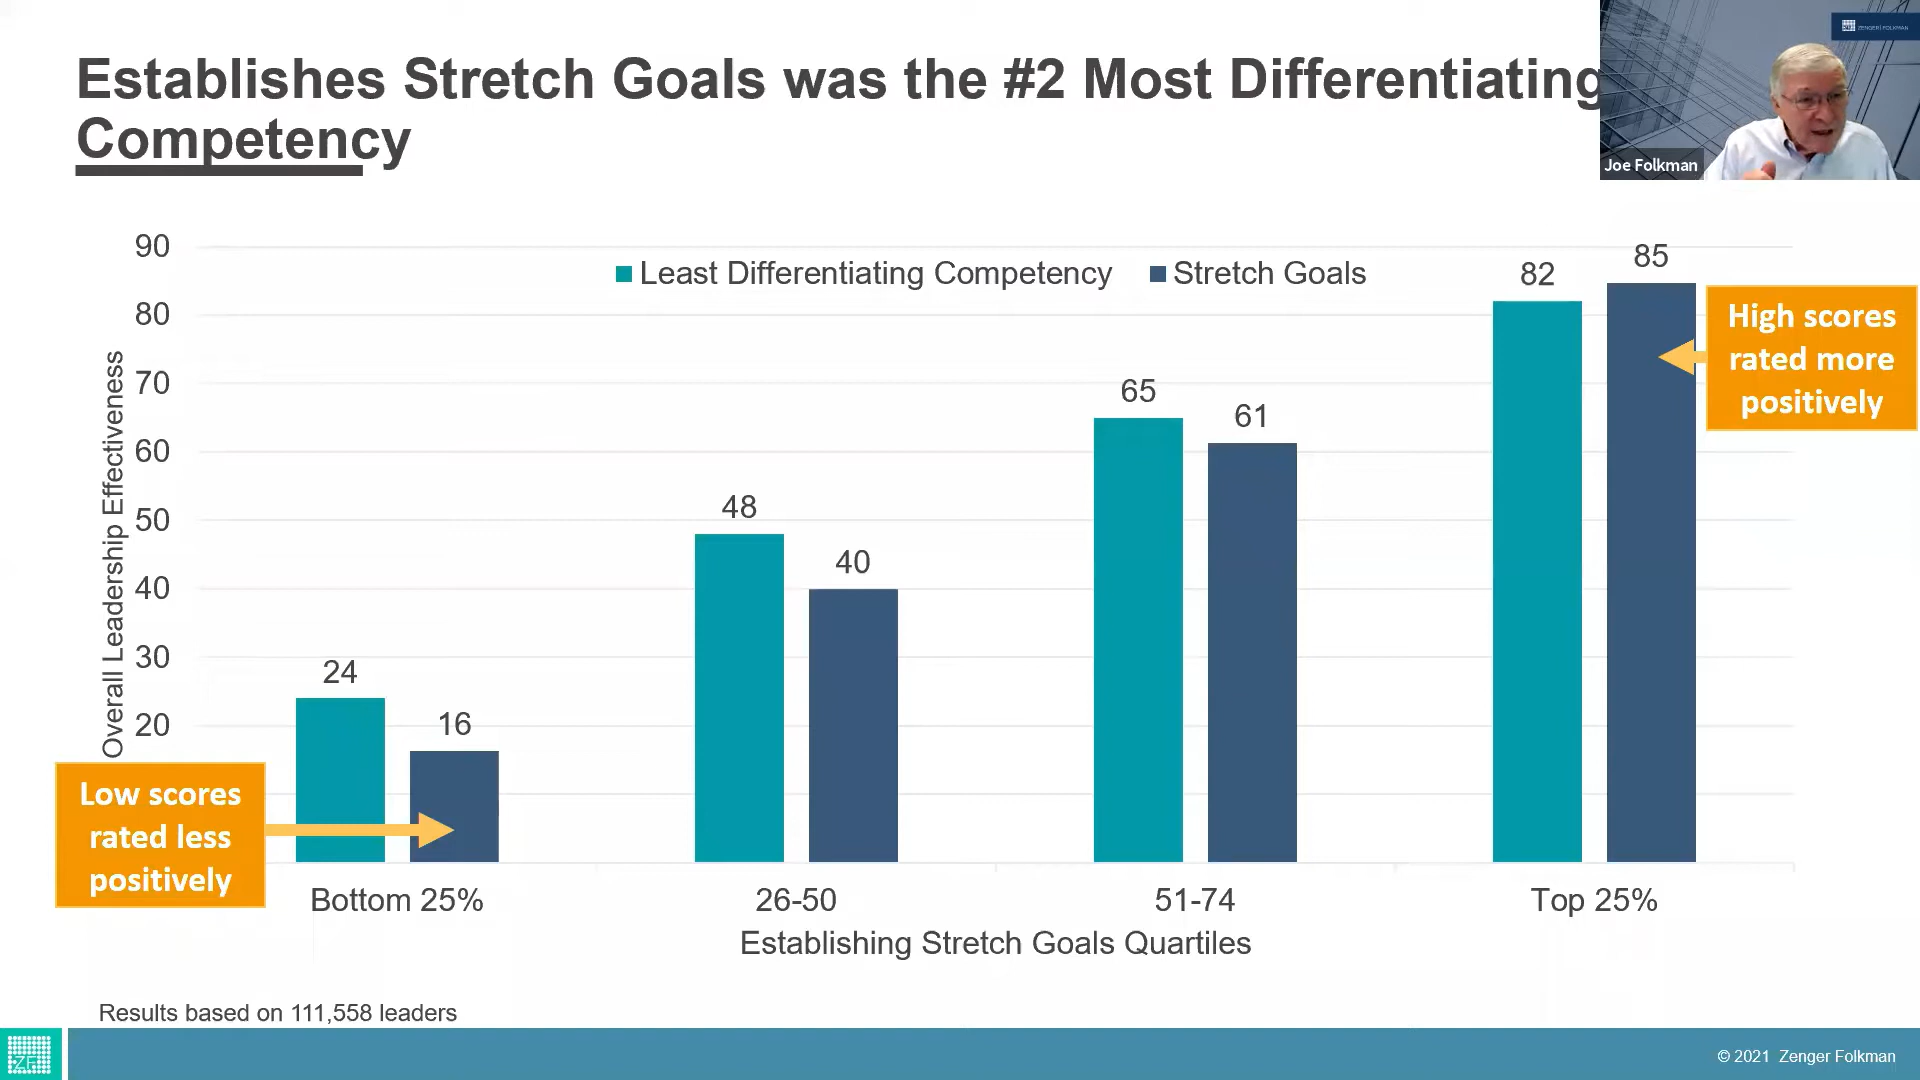 Establishes Stretch Goals was the #2 Most Differentiating
Competency
ZENGER FOLKMAN
Joe Folkman
Least Differentiating Competency
Stretch Goals
90
80
70
60
50
40
30
20
Overall Leadership Effectiveness
24
16
48
40
65
61
82
85
High scores
rated more
positively
Low scores
rated less
positively
Bottom 25%
26-50
51-74
Top 25%
Establishing Stretch Goals Quartiles
Results based on 111,558 leaders
ZF
© 2021 Zenger Folkman